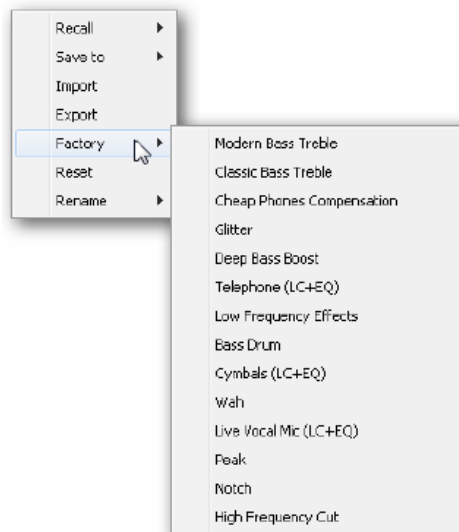 Recall
Save to
Import
Export
Factory
Reset
Rename
Modern Bass Treble
Classic Bass Treble
Cheap Phones Compensation
Glitter
Deep Bass Boost
Telephone (LC+EQ)
Low Frequency Effects
Bass Drum
Cymbals (LC+EQ)
Wah
Live Vocal Mic (LC+EQ)
Peak
Notch
High Frequency Cut